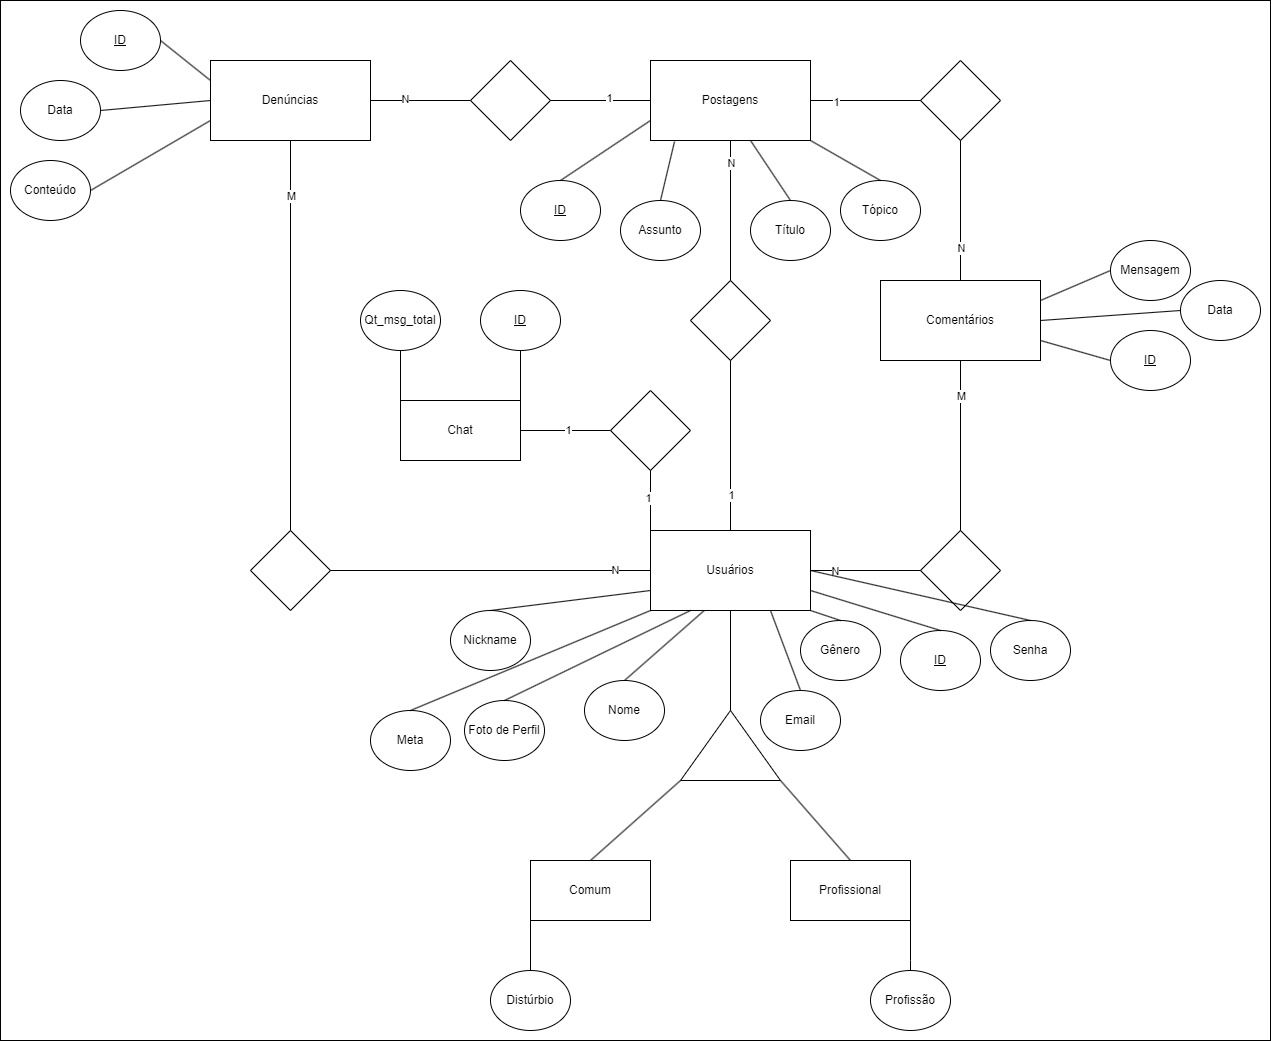 ID
Denúncias
N
1
Postagens
1
Data
Conteúdo
M
N
ID
Assunto
Título
Tópico
N
Mensagem
Data
ID
Comentários
Qt_msg_total
ID
M
Chat
1
1
1
N
Usuários
N
Nickname
Gênero
ID
Senha
Meta
Foto de Perfil
Nome
Email
Comum
Profissional
Distúrbio
Profissão